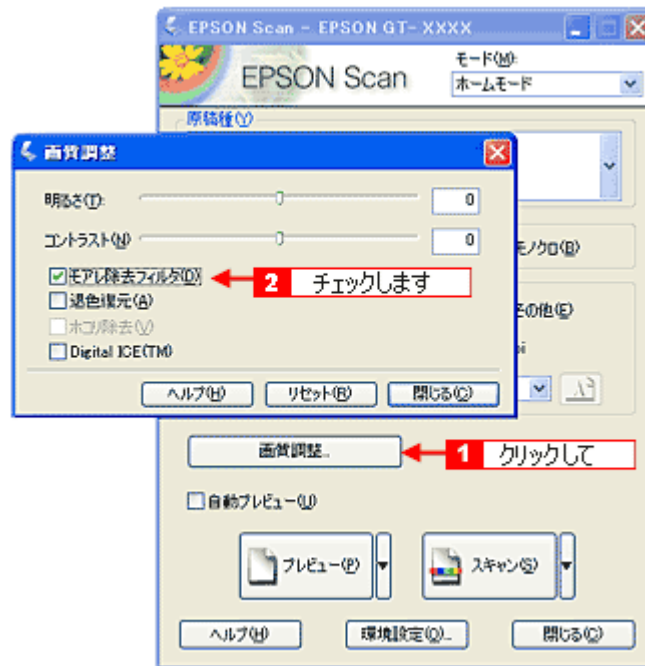 EPSON Scan - EPSON GT-XXXX
EPSON Scan
モード(M):
ホームモード
原稿種(Y)
画質調整
明るさ(T): 0
コントラスト(N) 0
モノクロ(B)
モアレ除去フィルタ(D)
2 チェックします
退色復元(A)
その他(E)
ホコリ除去(V)
Digital ICE(TM)
ヘルプ(H) リセット(R) 閉じる(C)
画質調整...
1 クリックして
自動プレビュー(U)
プレビュー(P) スキャン(S)
ヘルプ(H) 環境設定(O)... 閉じる(C)